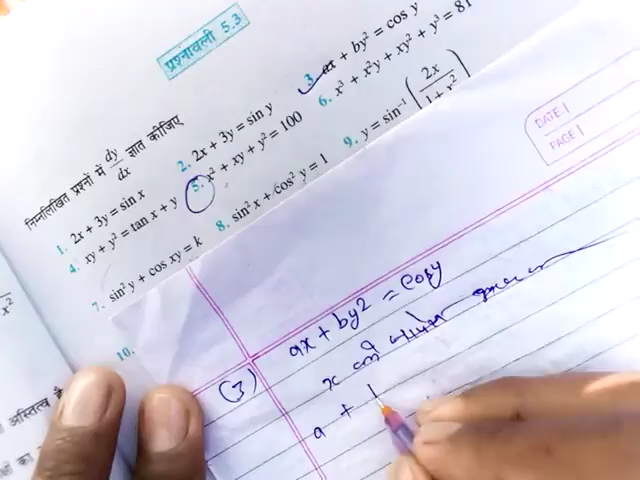 प्रश्नावली 5.3
निम्नलिखित प्रश्नों में dy/dx ज्ञात कीजिए
1. 2x + 3y = sin x
2. 2x + 3y = sin y
3. ax + by² = cos y
4. xy + y² = tan x + y
5. x² + xy + y² = 100
6. x³ + x²y + xy² + y³ = 81
7. sin² y + cos xy = k
8. sin² x + cos² y = 1
9. y = sin⁻¹ (2x/1 + x²)
10.
x²
अस्तित्व है
का
DATE:
PAGE:
(3) ax + by2 = cosy
x के सापेक्ष
a +